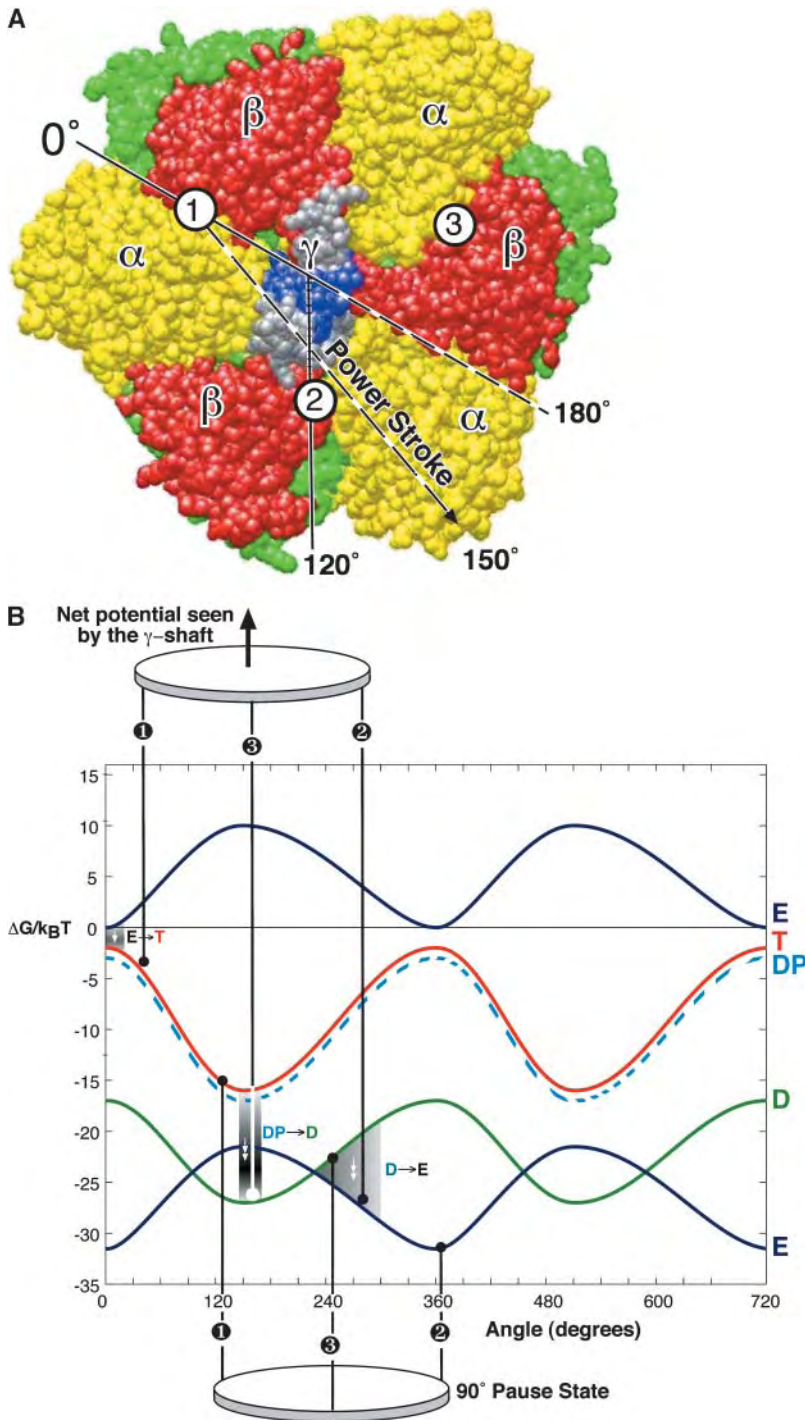 A
0°
β
α
1
3
γ
β
α
β
2
Power Stroke
α
180°
120°
150°
B
Net potential seen
by the γ–shaft
1
2
3
15
10
5
0
-5
-10
-15
-20
-25
-30
-35
ΔG/kBT
E→T
DP→D
D→E
E
T
DP
D
E
0 120 240 360 480 600 720
Angle (degrees)
1
3
2
90° Pause State